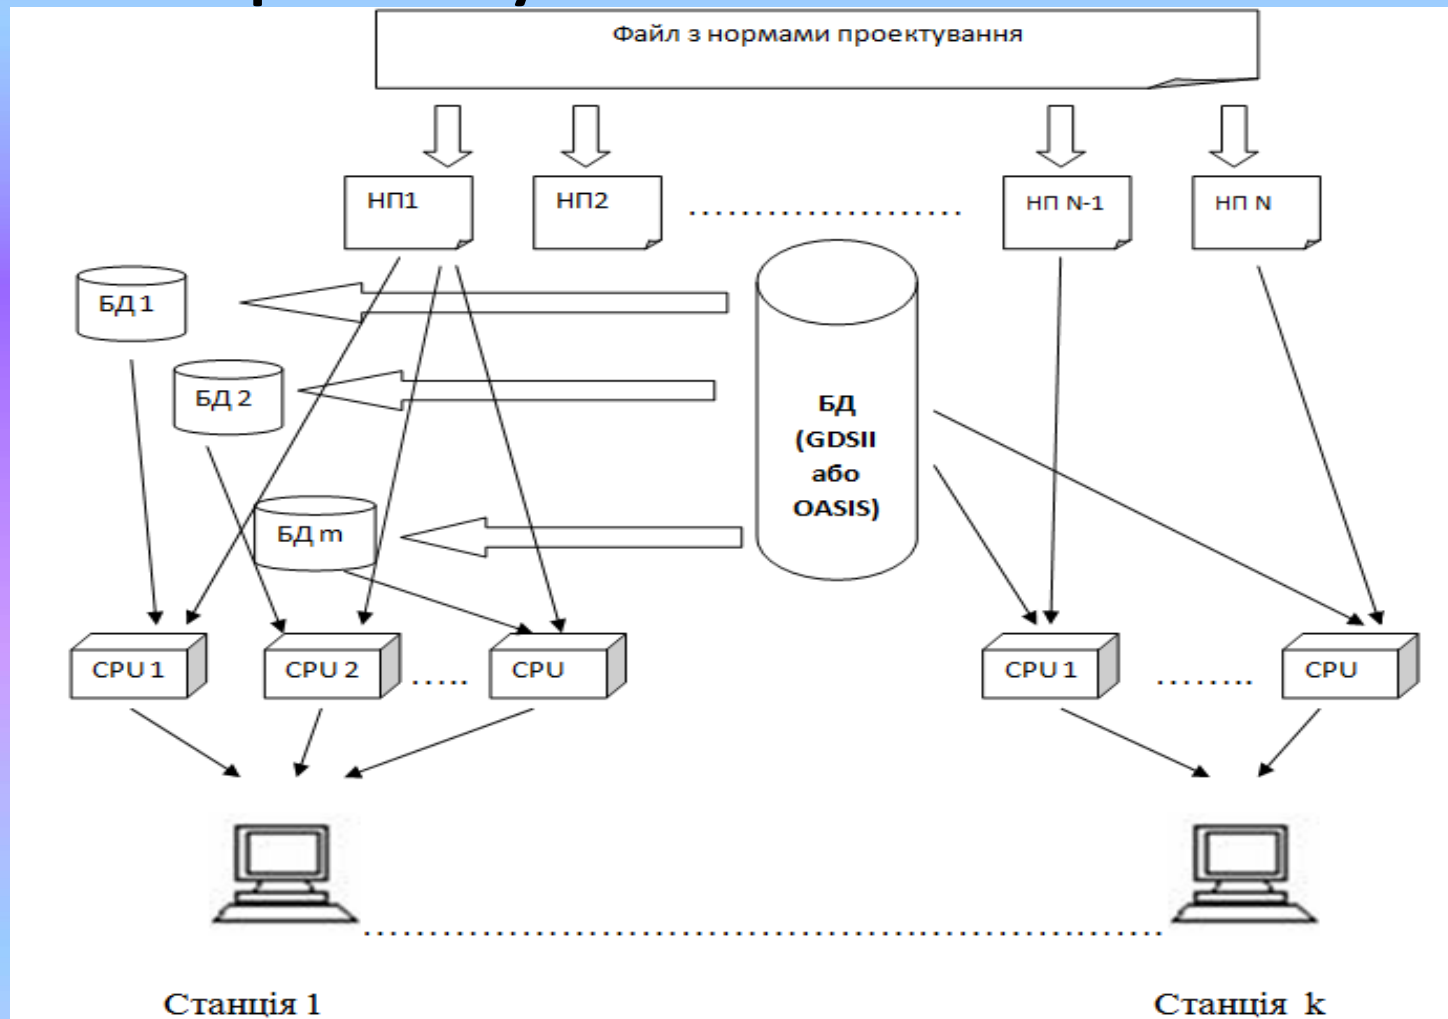 Файл з нормами проектування
НП1
НП2
НП N-1
НП N
БД 1
БД 2
БД m
БД
(GDSII
або
OASIS)
CPU 1
CPU 2
.....
CPU
CPU 1
........
CPU
Станція 1
Станція k